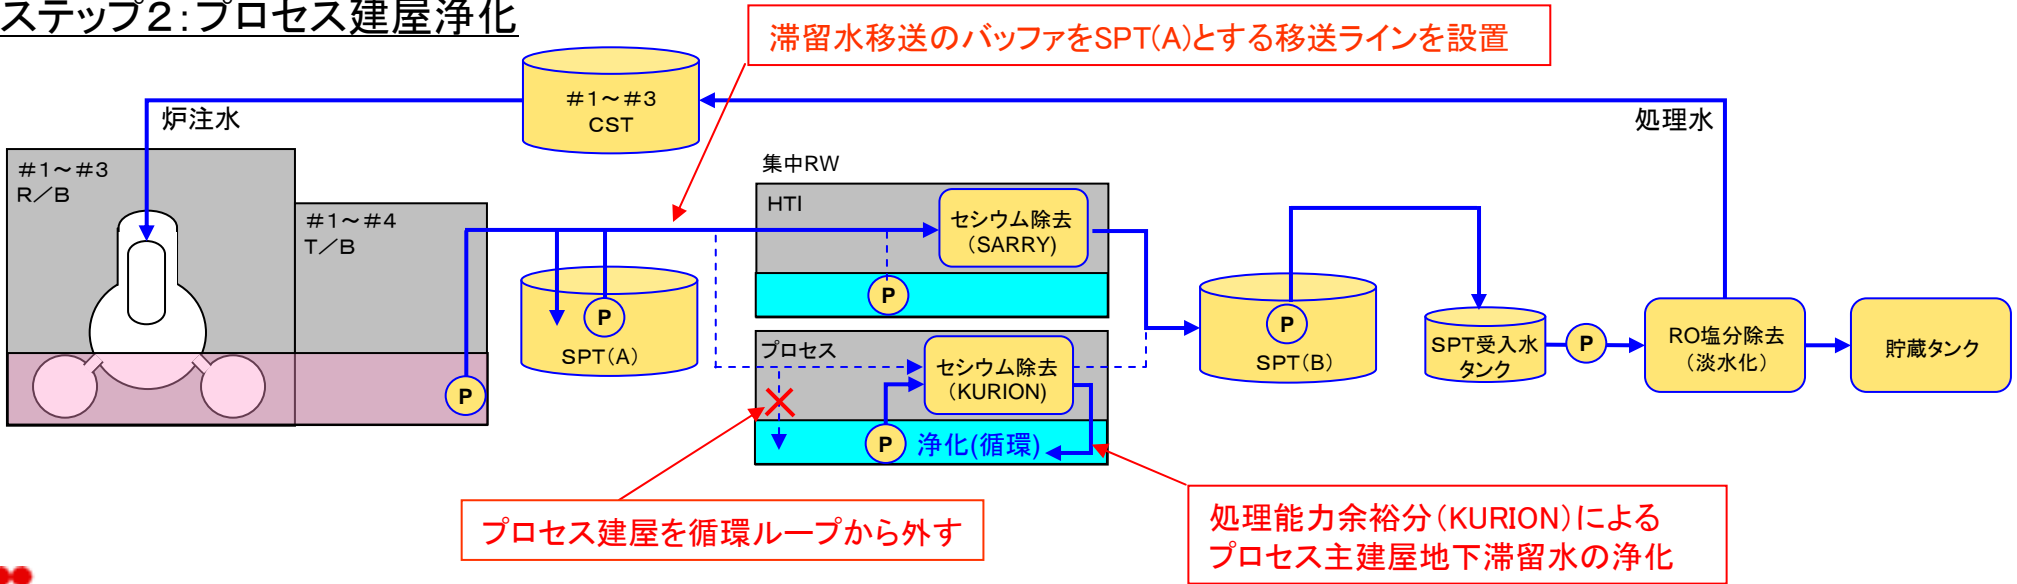 ステップ2:プロセス建屋浄化
滞留水移送のバッファをSPT(A)とする移送ラインを設置
#1～#3
CST
炉注水
処理水
#1～#3
R／B
#1～#4
T／B
集中RW
HTI
セシウム除去
(SARRY)
P
P
SPT(A)
P
プロセス
セシウム除去
(KURION)
P
浄化(循環)
P
SPT(B)
SPT受入水
タンク
P
RO塩分除去
(淡水化)
貯蔵タンク
プロセス建屋を循環ループから外す
処理能力余裕分(KURION)による
プロセス主建屋地下滞留水の浄化